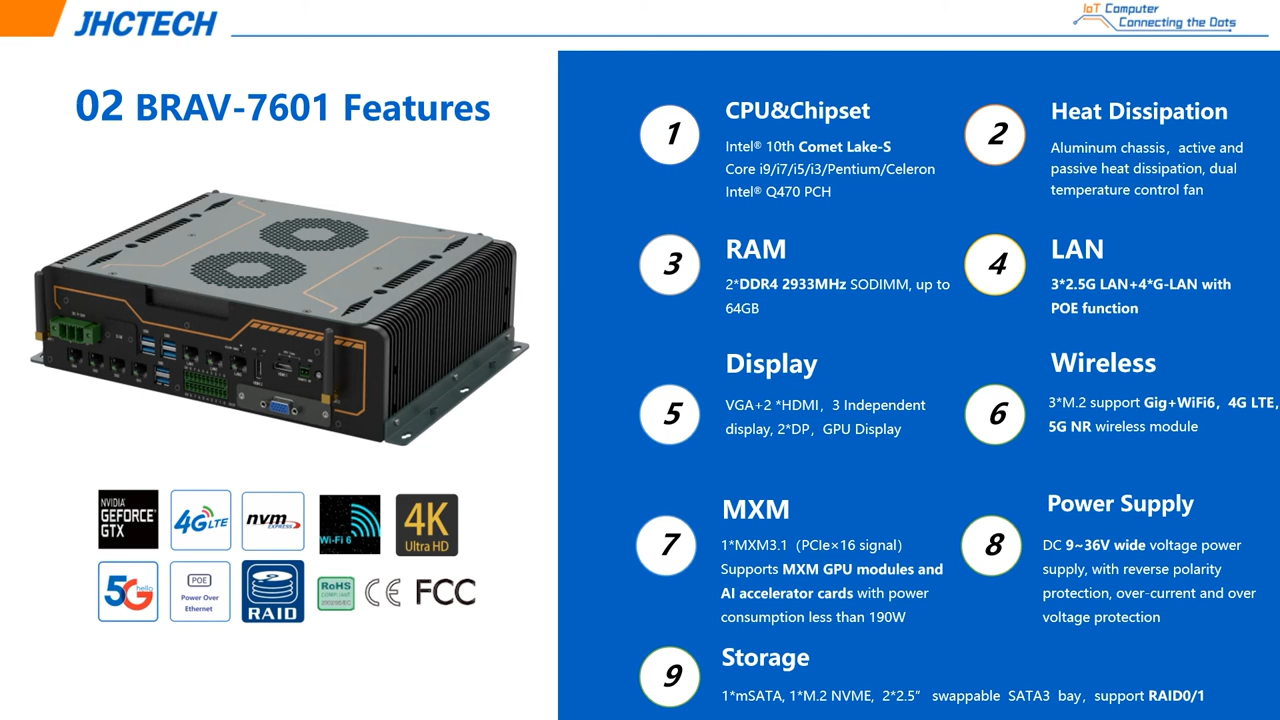 JHCTECH
IoT Computer
Connecting the Dots
02 BRAV-7601 Features
1
CPU&Chipset
Intel® 10th Comet Lake-S
Core i9/i7/i5/i3/Pentium/Celeron
Intel® Q470 PCH
2
Heat Dissipation
Aluminum chassis，active and
passive heat dissipation, dual
temperature control fan
3
RAM
2*DDR4 2933MHz SODIMM, up to
64GB
4
LAN
3*2.5G LAN+4*G-LAN with
POE function
5
Display
VGA+2 *HDMI，3 Independent
display, 2*DP，GPU Display
6
Wireless
3*M.2 support Gig+WiFi6，4G LTE,
5G NR wireless module
7
MXM
1*MXM3.1（PCIe×16 signal）
Supports MXM GPU modules and
AI accelerator cards with power
consumption less than 190W
8
Power Supply
DC 9~36V wide voltage power
supply, with reverse polarity
protection, over-current and over
voltage protection
9
Storage
1*mSATA, 1*M.2 NVME，2*2.5” swappable SATA3 bay，support RAID0/1
NVIDIA
GEFORCE
GTX
4G LTE
nvm
EXPRESS
Wi-Fi 6
4K
Ultra HD
5G hello
POE
Power Over
Ethernet
RAID
RoHS
COMPLIANT
2002/95/EC
CE
FCC